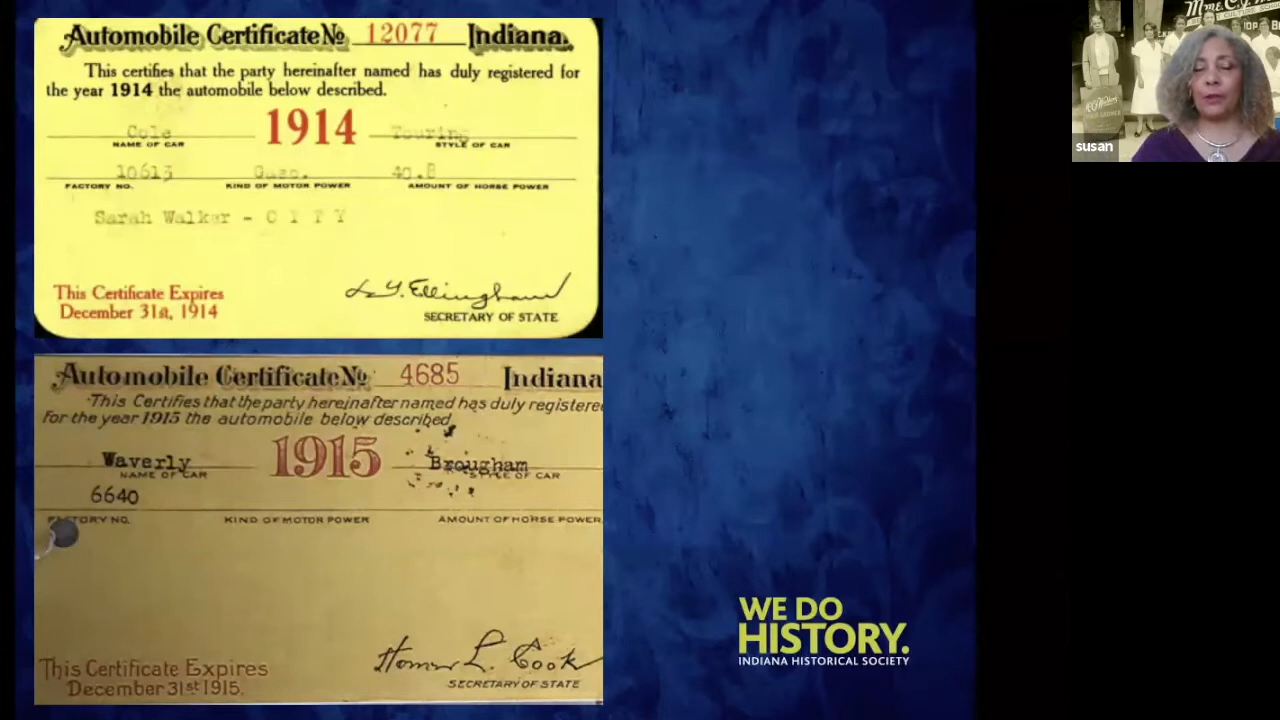 Automobile Certificate No 12077 Indiana.
This certifies that the party hereinafter named has duly registered for
the year 1914 the automobile below described.
Cole 1914 Touring
NAME OF CAR STYLE OF CAR
10613 Gaso. 40.8
FACTORY NO. KIND OF MOTOR POWER AMOUNT OF HORSE POWER
Sarah Walker - C I T Y
This Certificate Expires
December 31st, 1914
L. G. Ellingham
SECRETARY OF STATE
Automobile Certificate No 4685 Indiana
This Certifies that the party hereinafter named has duly registere
for the year 1915 the automobile below described.
Waverly 1915 Brougham
NAME OF CAR STYLE OF CAR
6640
FACTORY NO. KIND OF MOTOR POWER AMOUNT OF HORSE POWER
Homer L. Cook
SECRETARY OF STATE
This Certificate Expires
December 31st 1915.
WE DO
HISTORY.
INDIANA HISTORICAL SOCIETY
susan